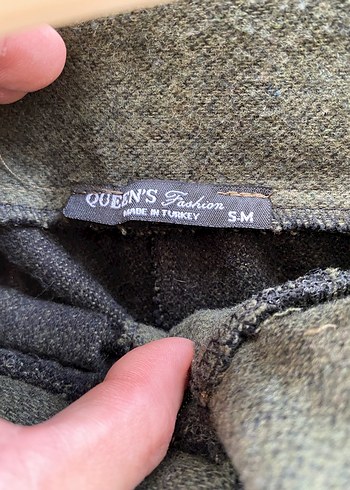 QUEEN'S Fashion
MADE IN TURKEY S-M